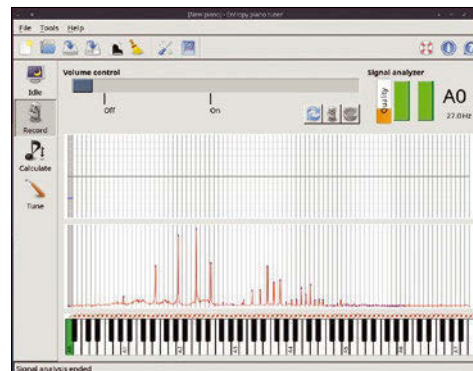 [New piano] - Entropy piano tuner
File Tools Help
Idle
Record
Calculate
Tune
Volume control
Off
On
Signal analyzer
Quality
A0
27.0Hz
Signal analysis ended